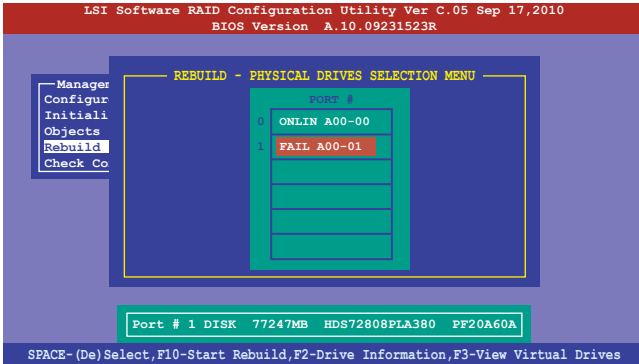 LSI Software RAID Configuration Utility Ver C.05 Sep 17,2010
BIOS Version A.10.09231523R
REBUILD - PHYSICAL DRIVES SELECTION MENU
Managem
Configur
Initiali
Objects
Rebuild
Check Co
PORT #
0 ONLIN A00-00
1 FAIL A00-01
Port # 1 DISK 77247MB HDS72808PLA380 PF20A60A
SPACE-(De)Select,F10-Start Rebuild,F2-Drive Information,F3-View Virtual Drives